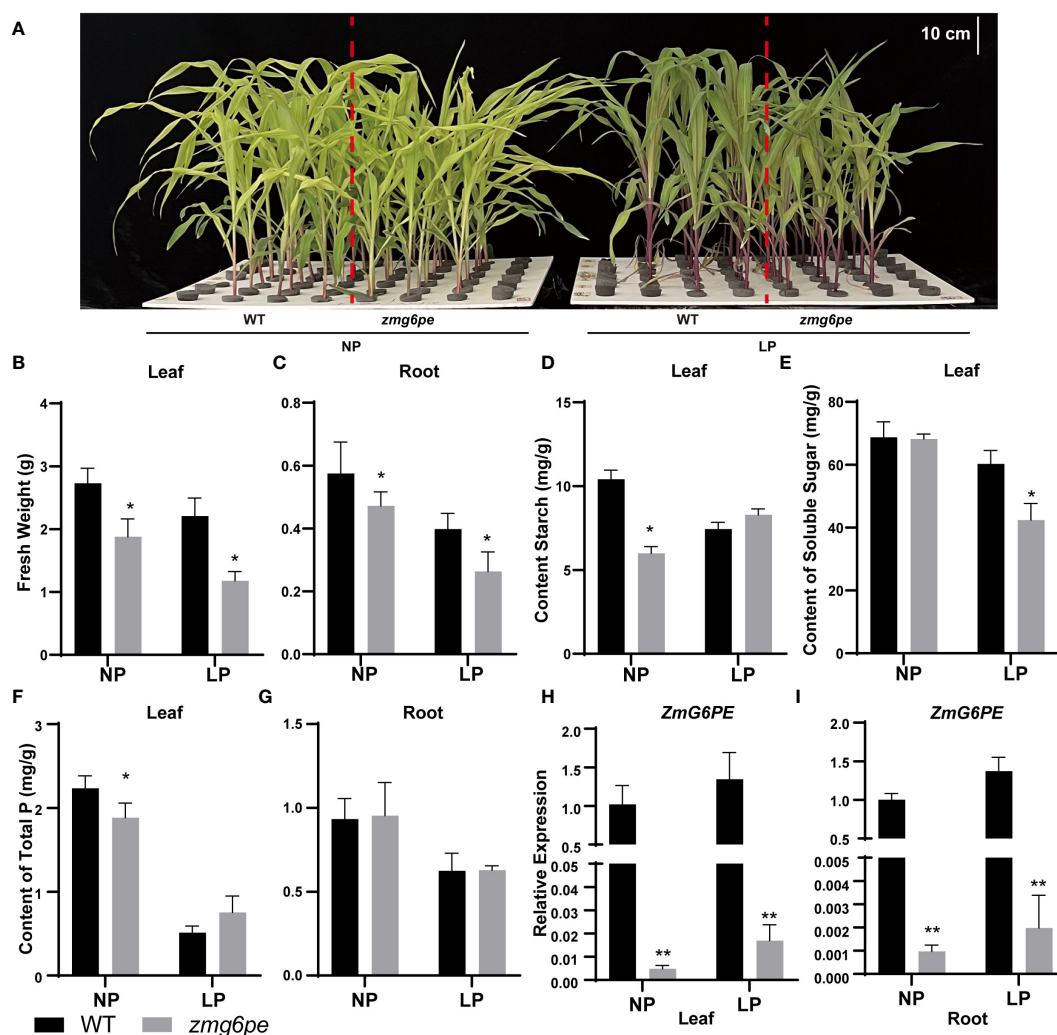 A
10 cm
WT zmg6pe WT zmg6pe
NP LP
B Leaf C Root D Leaf E Leaf
Fresh Weight (g)
4
3
2
1
0
NP LP
* *
0.8
0.6
0.4
0.2
0.0
NP LP
* *
Content Starch (mg/g)
15
10
5
0
NP LP
*
Content of Soluble Sugar (mg/g)
80
60
40
20
0
NP LP
*
F Leaf G Root H ZmG6PE I ZmG6PE
Content of Total P (mg/g)
3
2
1
0
NP LP
*
1.5
1.0
0.5
0.0
NP LP
Relative Expression
2.0
1.5
1.0
0.5
0.05
0.04
0.03
0.02
0.01
0.00
** **
NP LP
Leaf
2.0
1.5
1.0
0.5
0.005
0.004
0.003
0.002
0.001
0.000
** **
NP LP
Root
WT zmg6pe